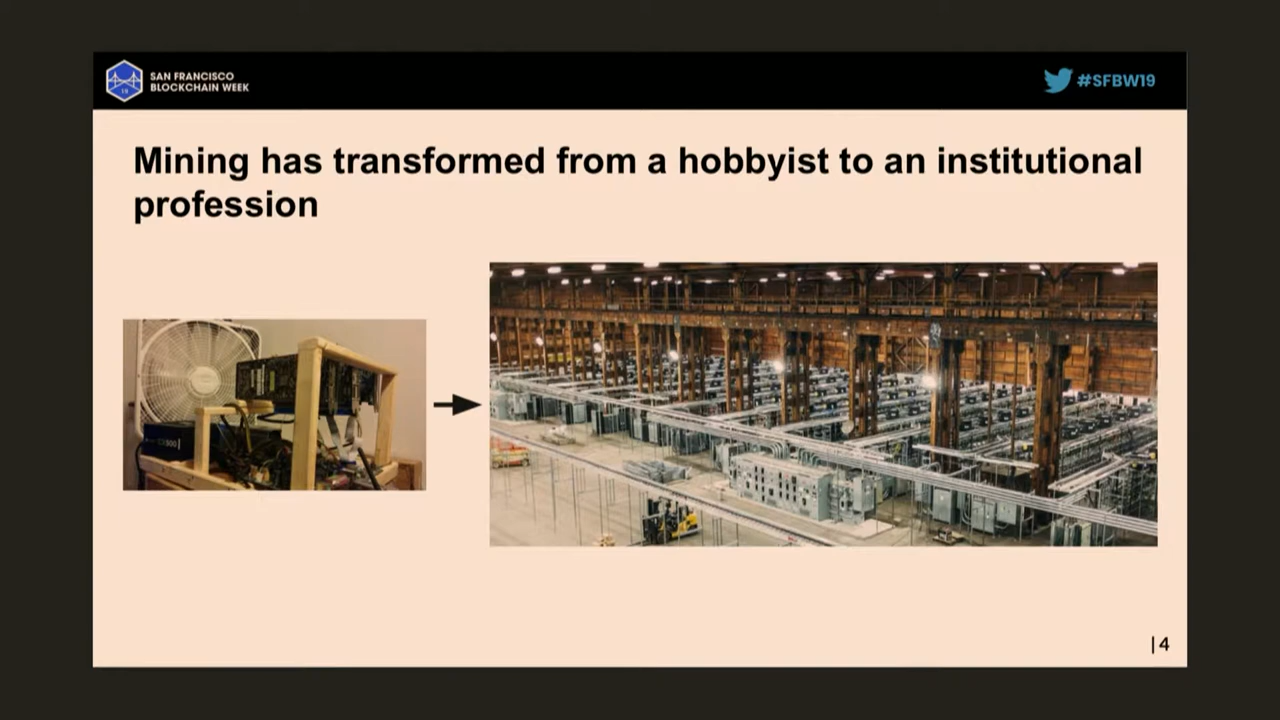 SAN FRANCISCO
BLOCKCHAIN WEEK
#SFBW19
Mining has transformed from a hobbyist to an institutional
profession
|4